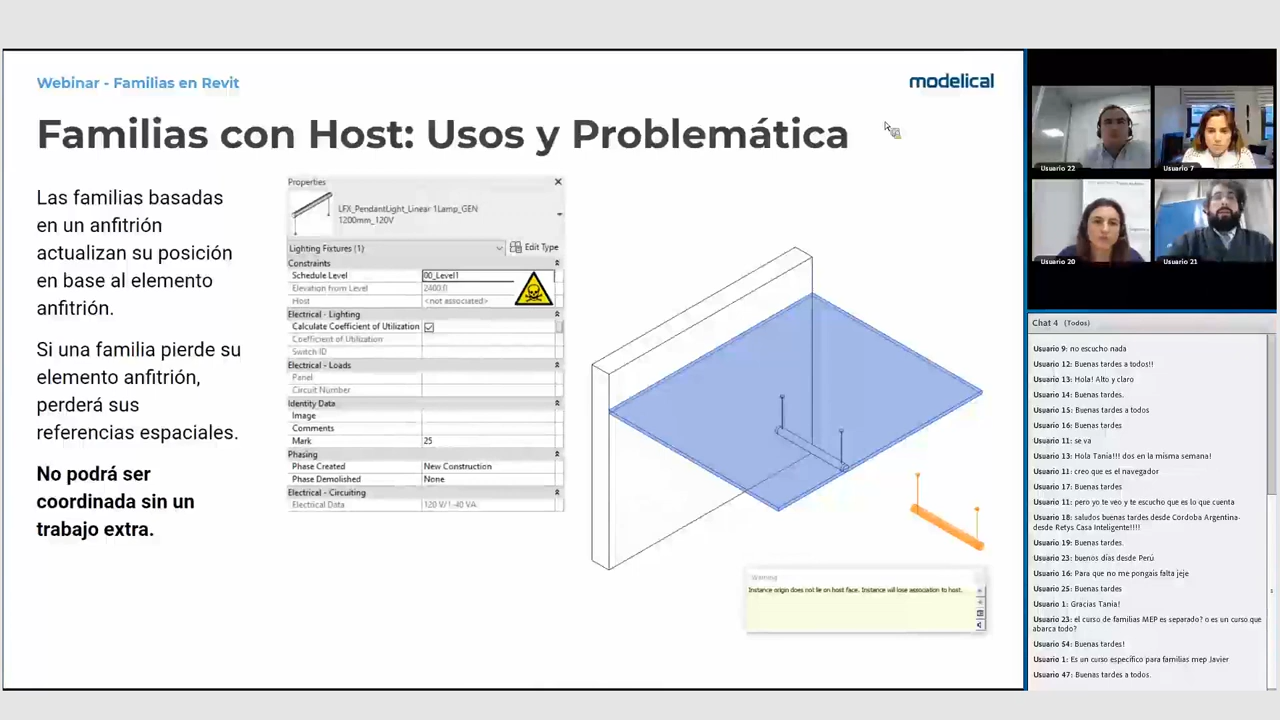 Webinar - Familias en Revit
modelical
Familias con Host: Usos y Problemática
Las familias basadas
en un anfitrión
actualizan su posición
en base al elemento
anfitrión.
Si una familia pierde su
elemento anfitrión,
perderá sus
referencias espaciales.
No podrá ser
coordinada sin un
trabajo extra.
Properties
LFX_PendantLight_Linear 1Lamp_GEN
1200mm_120V
Lighting Fixtures (1)
Edit Type
Constraints
Schedule Level 00_Level1
Elevation from Level 2400.0
Host <not associated>
Electrical - Lighting
Calculate Coefficient of Utilization
Coefficient of Utilization
Switch ID
Electrical - Loads
Panel
Circuit Number
Identity Data
Image
Comments
Mark 25
Phasing
Phase Created New Construction
Phase Demolished None
Electrical - Circuiting
Electrical Data
Warning
Instance origin does not lie on host face. Instance will lose association to host.
Usuario 22
Usuario 7
Usuario 20
Usuario 21
Chat 4 (Todos)
Usuario 9: no escucho nada
Usuario 12: Buenas tardes a todos!!
Usuario 13: Hola! Alto y claro
Usuario 14: Buenas tardes.
Usuario 15: Buenas tardes a todos
Usuario 16: Buenas tardes
Usuario 11: se va
Usuario 13: Hola Tania!!! dos en la misma semana!
Usuario 11: creo que es el navegador
Usuario 17: Buenas tardes
Usuario 11: pero yo te veo y te escucho que es lo que cuenta
Usuario 18: saludos buenas tardes desde Cordoba Argentina-
desde Retys Casa Inteligente!!!!
Usuario 19: Buenas tardes.
Usuario 23: buenos días desde Perú
Usuario 16: Para que no me pongais falta jeje
Usuario 25: Buenas tardes
Usuario 1: Gracias Tania!
Usuario 23: el curso de familias MEP es separado? o es un curso que
abarca todo?
Usuario 54: Buenas tardes!
Usuario 1: Es un curso específico para familias mep Javier
Usuario 47: Buenas tardes a todos.